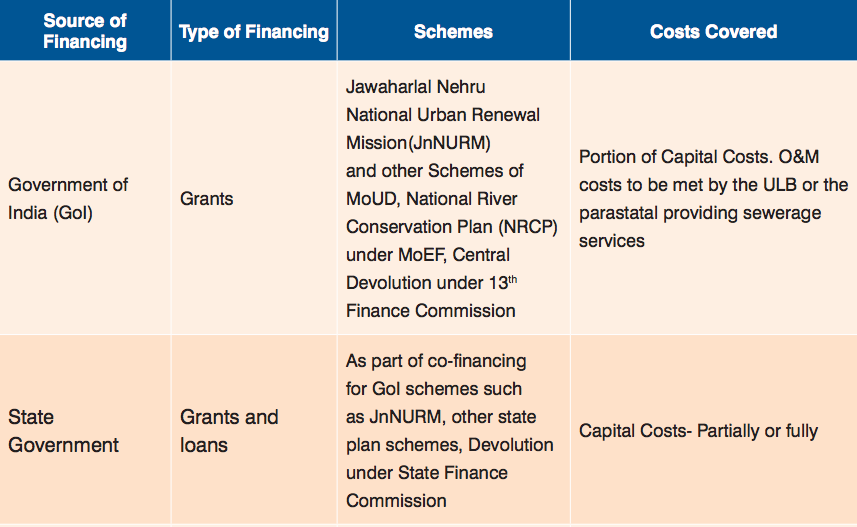 Source of
Financing
Type of Financing
Schemes
Costs Covered
Government of
India (GoI)
Grants
Jawaharlal Nehru
National Urban Renewal
Mission(JnNURM)
and other Schemes of
MoUD, National River
Conservation Plan (NRCP)
under MoEF, Central
Devolution under 13th
Finance Commission
Portion of Capital Costs. O&M
costs to be met by the ULB or the
parastatal providing sewerage
services
State
Government
Grants and
loans
As part of co-financing
for GoI schemes such
as JnNURM, other state
plan schemes, Devolution
under State Finance
Commission
Capital Costs- Partially or fully